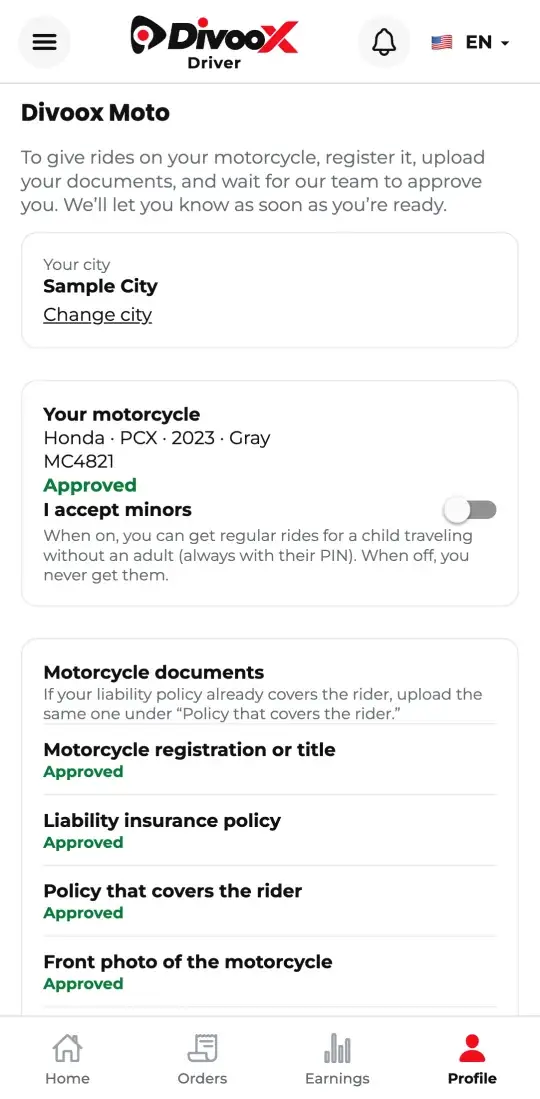 DivooX
Driver
EN
Divoox Moto
To give rides on your motorcycle, register it, upload
your documents, and wait for our team to approve
you. We’ll let you know as soon as you’re ready.
Your city
Sample City
Change city
Your motorcycle
Honda · PCX · 2023 · Gray
MC4821
Approved
I accept minors
When on, you can get regular rides for a child traveling
without an adult (always with their PIN). When off, you
never get them.
Motorcycle documents
If your liability policy already covers the rider, upload the
same one under “Policy that covers the rider.”
Motorcycle registration or title
Approved
Liability insurance policy
Approved
Policy that covers the rider
Approved
Front photo of the motorcycle
Approved
Home
Orders
Earnings
Profile